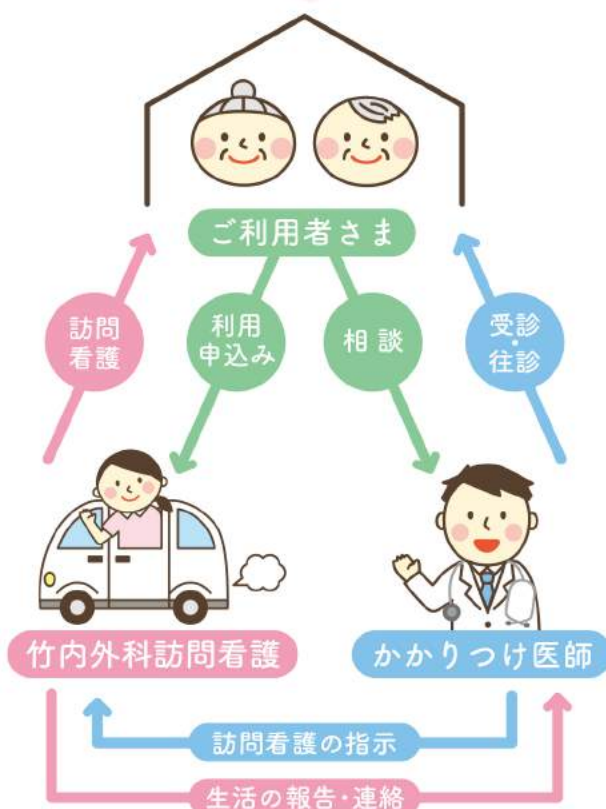 ご利用者さま
訪問
看護
利用
申込み
相談
受診
・
往診
竹内外科訪問看護
かかりつけ医師
訪問看護の指示
生活の報告・連絡